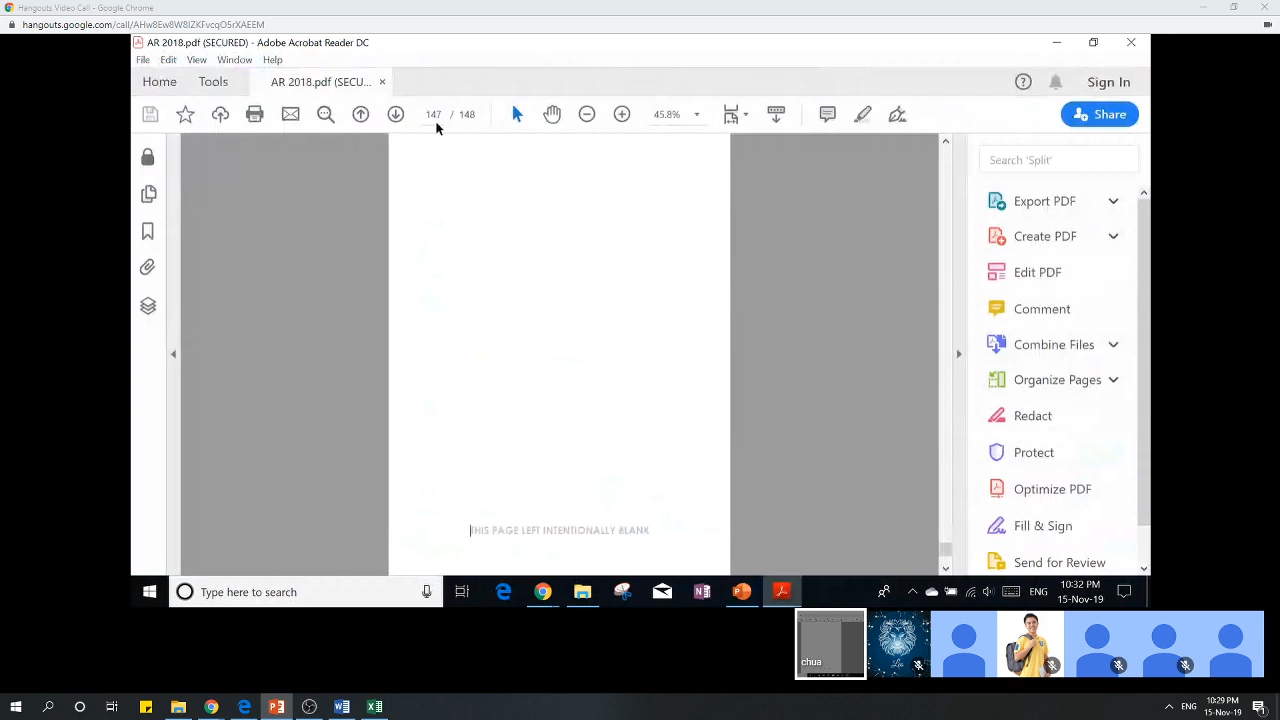 Hangouts Video Call - Google Chrome
hangouts.google.com/call/AHw8Ew8W8IZKFvcqO5rXAEEM
AR 2018.pdf (SECURED) - Adobe Acrobat Reader DC
File Edit View Window Help
Home Tools AR 2018.pdf (SECU... × Sign In
147 / 148 45.8% Share
Search 'Split'
Export PDF
Create PDF
Edit PDF
Comment
Combine Files
Organize Pages
Redact
Protect
Optimize PDF
Fill & Sign
Send for Review
THIS PAGE LEFT INTENTIONALLY BLANK
Type here to search
ENG
10:32 PM
15-Nov-19
chua
Leo
ENG
10:29 PM
15-Nov-19